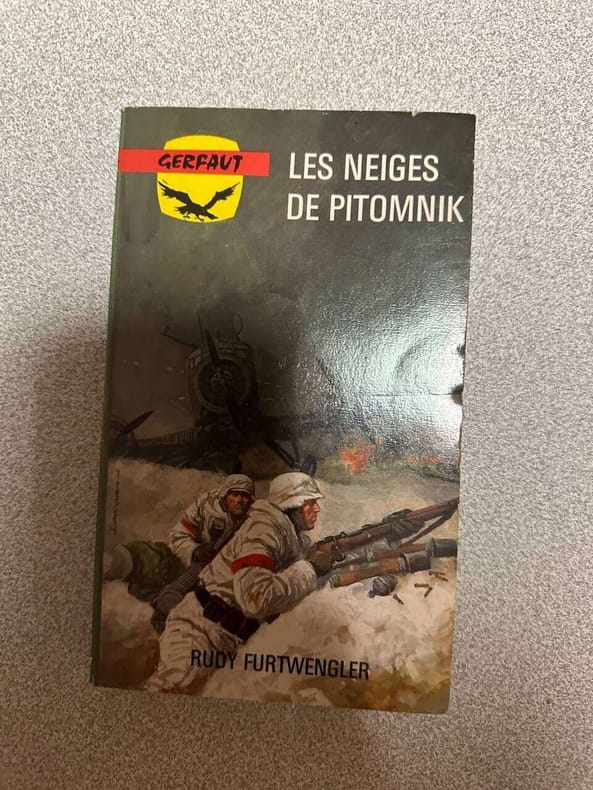 GERFAUT
LES NEIGES
DE PITOMNIK
RUDY FURTWENGLER